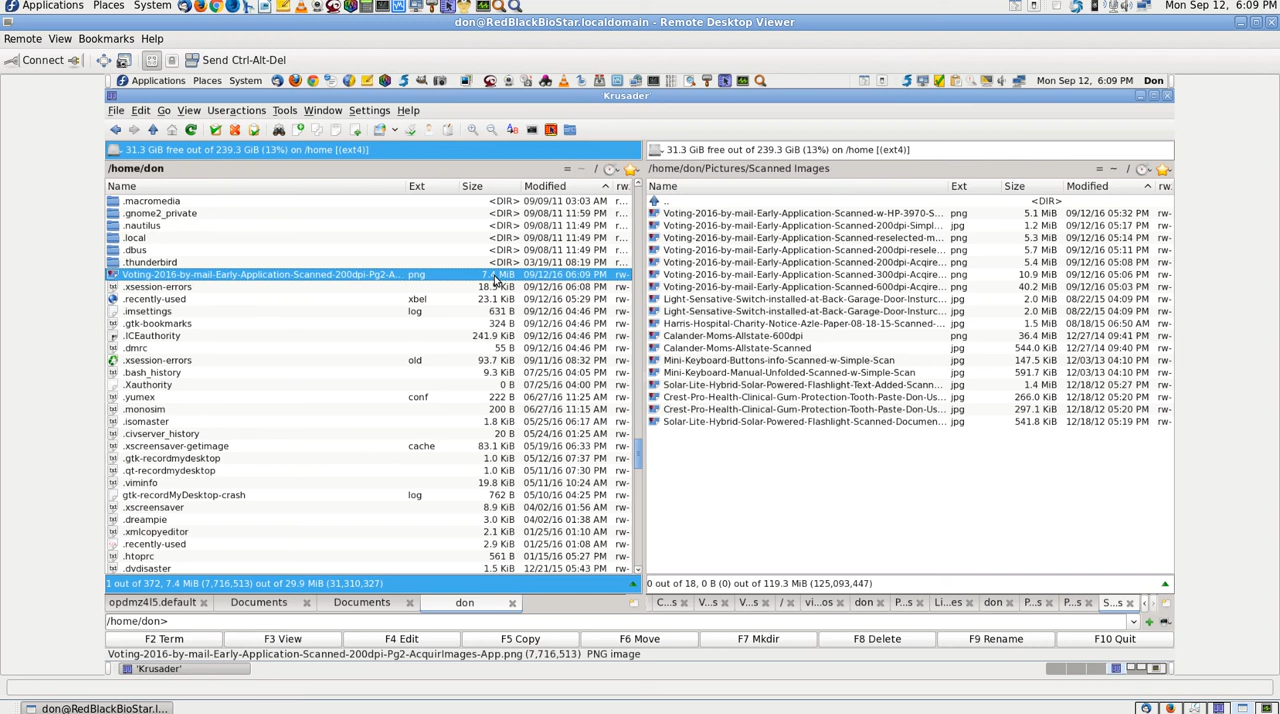 Applications Places System Mon Sep 12, 6:09 PM
don@RedBlackBioStar.localdomain - Remote Desktop Viewer
Remote View Bookmarks Help
Connect Send Ctrl-Alt-Del
Applications Places System Mon Sep 12, 6:09 PM Don
'Krusader'
File Edit Go View Useractions Tools Window Settings Help
31.3 GiB free out of 239.3 GiB (13%) on /home [(ext4)] 31.3 GiB free out of 239.3 GiB (13%) on /home [(ext4)]
/home/don = ~ / /home/don/Pictures/Scanned Images = ~ /
Name Ext Size Modified rw. Name Ext Size Modified rw.
.macromedia <DIR> 09/09/11 03:03 AM r... .. <DIR>
.gnome2_private <DIR> 09/08/11 11:59 PM r... Voting-2016-by-mail-Early-Application-Scanned-w-HP-3970-S... png 5.1 MiB 09/12/16 05:32 PM rw-
.nautilus <DIR> 09/08/11 11:49 PM r... Voting-2016-by-mail-Early-Application-Scanned-200dpi-Simpl... png 1.2 MiB 09/12/16 05:17 PM rw-
.local <DIR> 09/08/11 11:49 PM r... Voting-2016-by-mail-Early-Application-Scanned-reselected-m... png 5.3 MiB 09/12/16 05:14 PM rw-
.dbus <DIR> 09/08/11 11:49 PM r... Voting-2016-by-mail-Early-Application-Scanned-200dpi-resele... png 5.7 MiB 09/12/16 05:11 PM rw-
.thunderbird <DIR> 03/19/11 08:19 PM r... Voting-2016-by-mail-Early-Application-Scanned-200dpi-Acqire... png 5.4 MiB 09/12/16 05:08 PM rw-
Voting-2016-by-mail-Early-Application-Scanned-200dpi-Pg2-A... png 7.4 MiB 09/12/16 06:09 PM rw- Voting-2016-by-mail-Early-Application-Scanned-300dpi-Acqire... png 10.9 MiB 09/12/16 05:06 PM rw-
.xsession-errors KiB 09/12/16 06:08 PM rw- Voting-2016-by-mail-Early-Application-Scanned-600dpi-Acqire... png 40.2 MiB 09/12/16 05:03 PM rw-
.recently-used xbel 23.1 KiB 09/12/16 05:29 PM rw- Light-Sensative-Switch-installed-at-Back-Garage-Door-Insturc... jpg 2.0 MiB 08/22/15 04:09 PM rw-
.imsettings log 631 B 09/12/16 04:46 PM rw- Light-Sensative-Switch-installed-at-Back-Garage-Door-Insturc... jpg 2.0 MiB 08/22/15 04:09 PM rw-
.gtk-bookmarks 324 B 09/12/16 04:46 PM rw- Harris-Hospital-Charity-Notice-Azle-Paper-08-18-15-Scanned-... jpg 1.5 MiB 08/18/15 06:50 AM rw-
.ICEauthority 241.9 KiB 09/12/16 04:46 PM rw- Calander-Moms-Allstate-600dpi png 36.4 MiB 12/27/14 09:41 PM rw-
.dmrc 55 B 09/12/16 04:46 PM rw- Calander-Moms-Allstate-Scanned jpg 544.0 KiB 12/27/14 09:40 PM rw-
.xsession-errors old 93.7 KiB 09/11/16 08:32 PM rw- Mini-Keyboard-Buttons-info-Scanned-w-Simple-Scan jpg 147.5 KiB 12/03/13 04:10 PM rw-
.bash_history 9.3 KiB 07/25/16 04:05 PM rw- Mini-Keyboard-Manual-Unfolded-Scanned-w-Simple-Scan jpg 591.7 KiB 12/03/13 04:10 PM rw-
.Xauthority 0 B 07/25/16 04:00 PM rw- Solar-Lite-Hybrid-Solar-Powered-Flashlight-Text-Added-Scann... jpg 1.4 MiB 12/18/12 05:27 PM rw-
.yumex conf 222 B 06/27/16 11:25 AM rw- Crest-Pro-Health-Clinical-Gum-Protection-Tooth-Paste-Don-Us... jpg 266.0 KiB 12/18/12 05:20 PM rw-
.monosim 200 B 06/27/16 11:15 AM rw- Crest-Pro-Health-Clinical-Gum-Protection-Tooth-Paste-Don-Us... jpg 297.1 KiB 12/18/12 05:20 PM rw-
.isomaster 1.8 KiB 05/25/16 06:17 AM rw- Solar-Lite-Hybrid-Solar-Powered-Flashlight-Scanned-Documen... jpg 541.8 KiB 12/18/12 05:19 PM rw-
.civserver_history 20 B 05/24/16 01:25 AM rw-
.xscreensaver-getimage cache 83.1 KiB 05/19/16 06:33 PM rw-
.gtk-recordmydesktop 1.0 KiB 05/12/16 07:37 PM rw-
.qt-recordmydesktop 1.0 KiB 05/11/16 07:30 PM rw-
.viminfo 19.8 KiB 05/11/16 10:24 AM rw-
gtk-recordMyDesktop-crash log 762 B 05/10/16 04:25 PM rw-
.xscreensaver 8.9 KiB 04/02/16 01:56 AM rw-
.dreampie 3.0 KiB 04/02/16 01:38 AM rw-
.xmlcopyeditor 2.1 KiB 01/25/16 01:10 AM rw-
.recently-used 2.9 KiB 01/25/16 01:08 AM rw-
.htoprc 561 B 01/15/16 05:27 PM rw-
.dvdisaster 1.5 KiB 12/21/15 05:43 PM rw-
1 out of 372, 7.4 MiB (7,716,513) out of 29.9 MiB (31,310,327) 0 out of 18, 0 B (0) out of 119.3 MiB (125,093,447)
opdmz4l5.default Documents Documents don C...s V...s V...s / vi...os don P...s Li...es don P...s P...s S...s
/home/don>
F2 Term F3 View F4 Edit F5 Copy F6 Move F7 Mkdir F8 Delete F9 Rename F10 Quit
Voting-2016-by-mail-Early-Application-Scanned-200dpi-Pg2-AcquirImages-App.png (7,716,513) PNG image
'Krusader'
don@RedBlackBioStar.l...